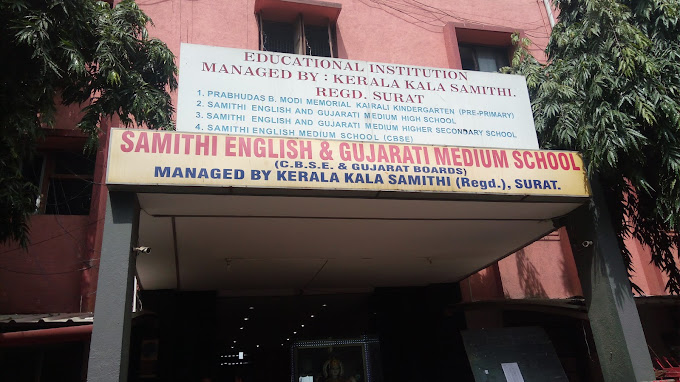 EDUCATIONAL INSTITUTION
MANAGED BY : KERALA KALA SAMITHI.
REGD. SURAT
1. PRABHUDAS B. MODI MEMORIAL KAIRALI KINDERGARTEN (PRE-PRIMARY)
2. SAMITHI ENGLISH AND GUJARATI MEDIUM HIGH SCHOOL
3. SAMITHI ENGLISH AND GUJARATI MEDIUM HIGHER SECONDARY SCHOOL
4. SAMITHI ENGLISH MEDIUM SCHOOL (CBSE)
SAMITHI ENGLISH & GUJARATI MEDIUM SCHOOL
(C.B.S.E. & GUJARAT BOARDS)
MANAGED BY KERALA KALA SAMITHI (Regd.), SURAT.